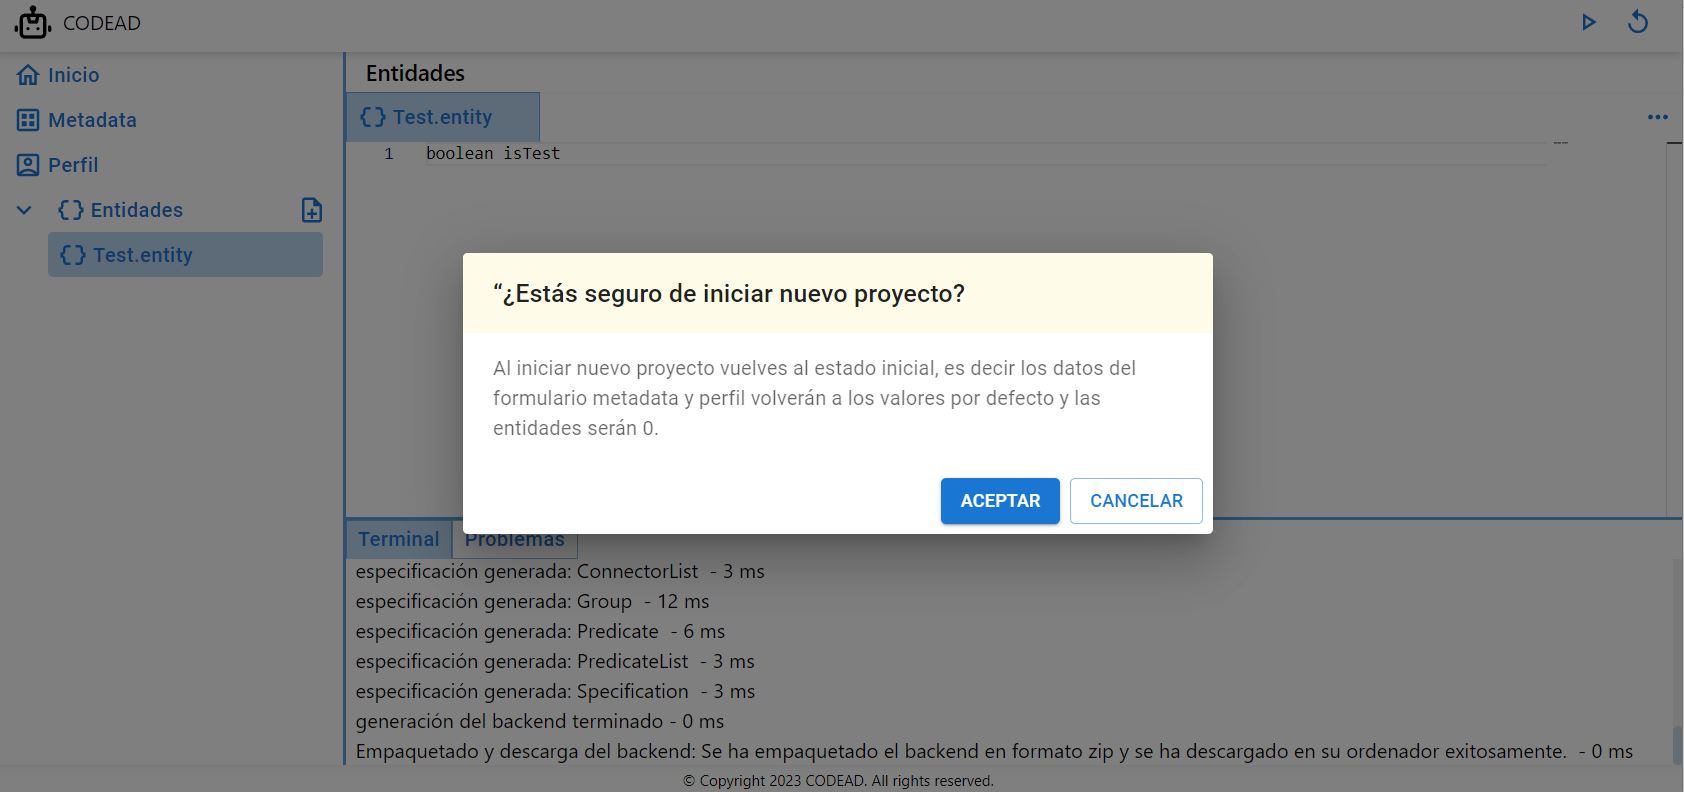 CODEAD
Inicio
Metadata
Perfil
Entidades
Test.entity
Entidades
Test.entity
1 boolean isTest
“¿Estás seguro de iniciar nuevo proyecto?
Al iniciar nuevo proyecto vuelves al estado inicial, es decir los datos del
formulario metadata y perfil volverán a los valores por defecto y las
entidades serán 0.
ACEPTAR CANCELAR
Terminal Problemas
especificación generada: ConnectorList - 3 ms
especificación generada: Group - 12 ms
especificación generada: Predicate - 6 ms
especificación generada: PredicateList - 3 ms
especificación generada: Specification - 3 ms
generación del backend terminado - 0 ms
Empaquetado y descarga del backend: Se ha empaquetado el backend en formato zip y se ha descargado en su ordenador exitosamente. - 0 ms
© Copyright 2023 CODEAD. All rights reserved.